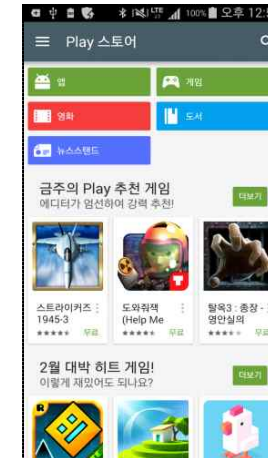 100% 오후 12:5
Play 스토어
앱
게임
영화
도서
뉴스스탠드
금주의 Play 추천 게임
에디터가 엄선하여 강력 추천!
더보기
스트라이커즈
1945-3
무료
도와줘잭
(Help Me
무료
탈옥3 : 종장 -
영안실의
무료
2월 대박 히트 게임!
이렇게 재밌어도 되나요?
더보기